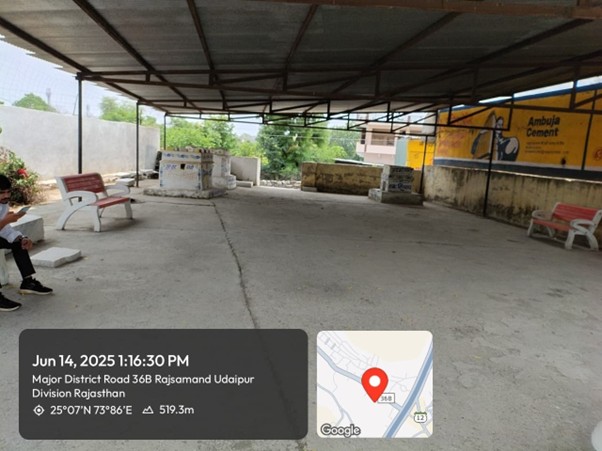 Ambuja
Cement
Jun 14, 2025 1:16:30 PM
Major District Road 36B Rajsamand Udaipur
Division Rajasthan
25°07'N 73°86'E 519.3m
36B
12
Google